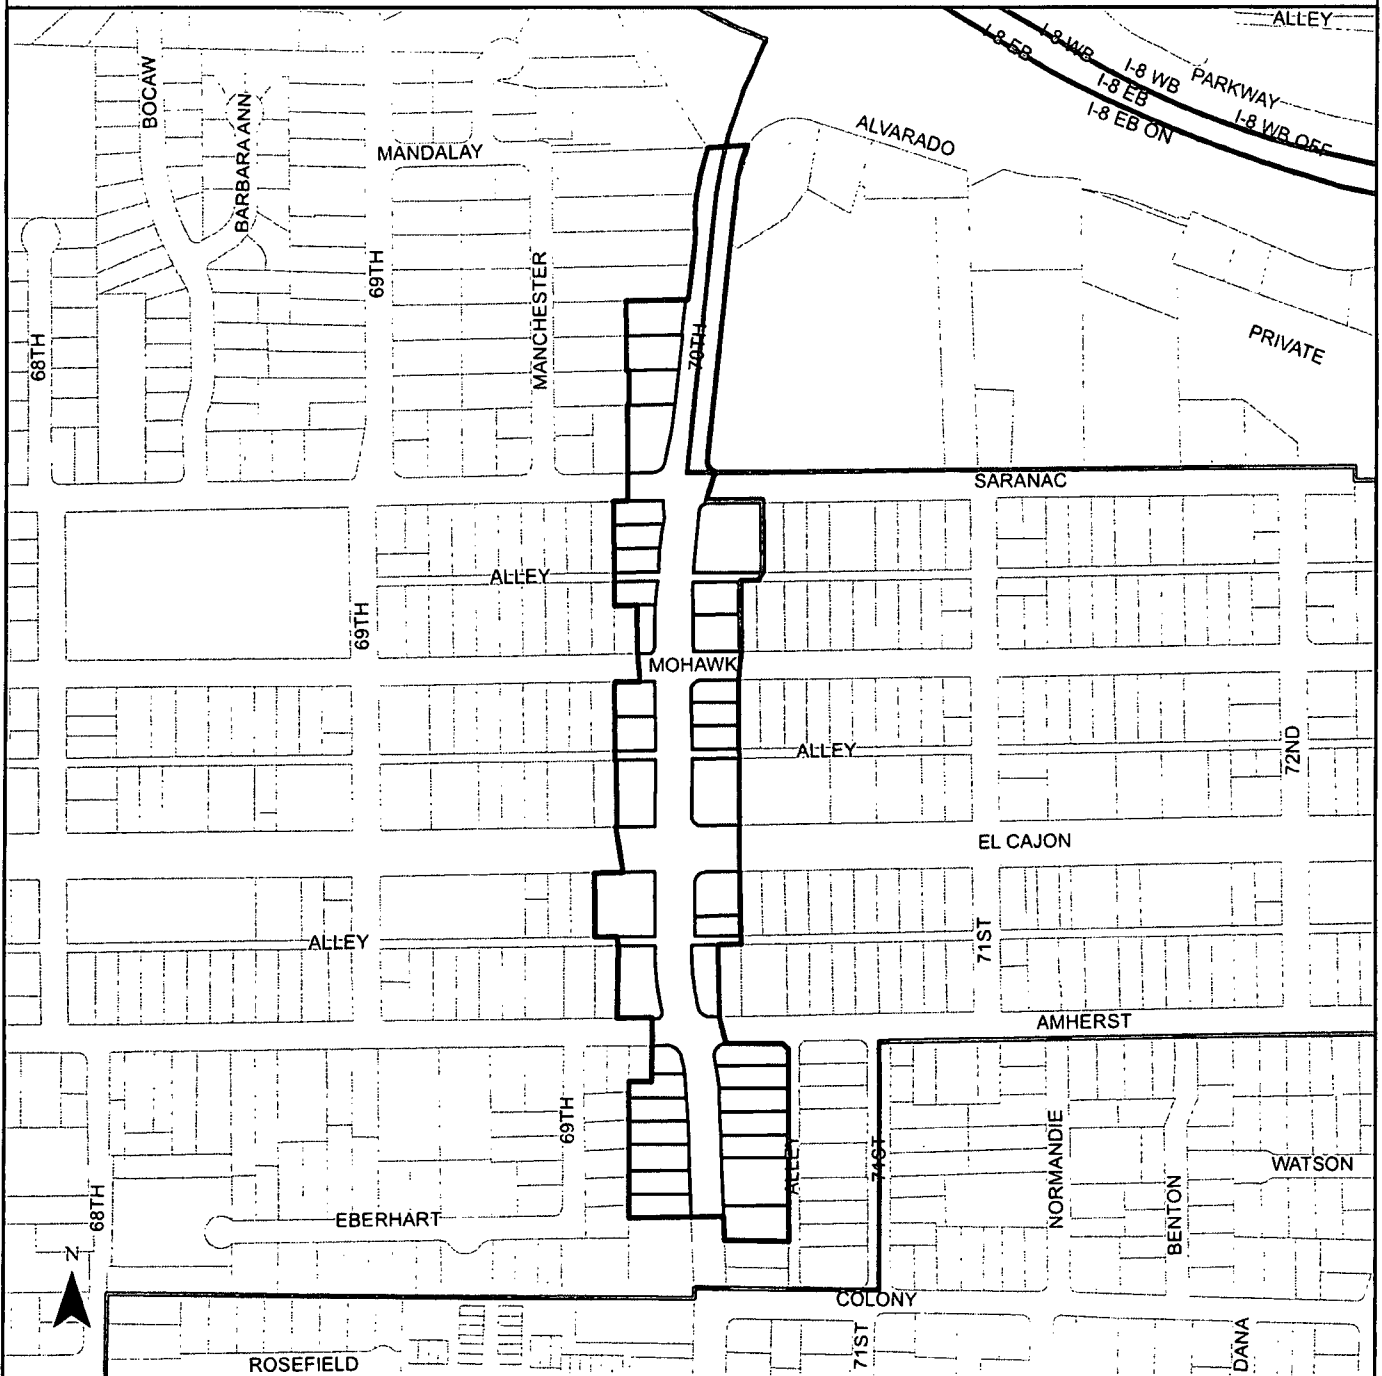 ALLEY
I-8 WB
I-8 EB
I-8 WB
PARKWAY
I-8 EB
I-8 WB OFF
I-8 EB ON
BOCAW
BARBARA ANN
MANDALAY
ALVARADO
69TH
MANCHESTER
70TH
68TH
PRIVATE
SARANAC
ALLEY
69TH
MOHAWK
ALLEY
72ND
EL CAJON
ALLEY
71ST
AMHERST
69TH
ALLEY
71ST
NORMANDIE
WATSON
68TH
EBERHART
BENTON
N
COLONY
ROSEFIELD
71ST
DANA